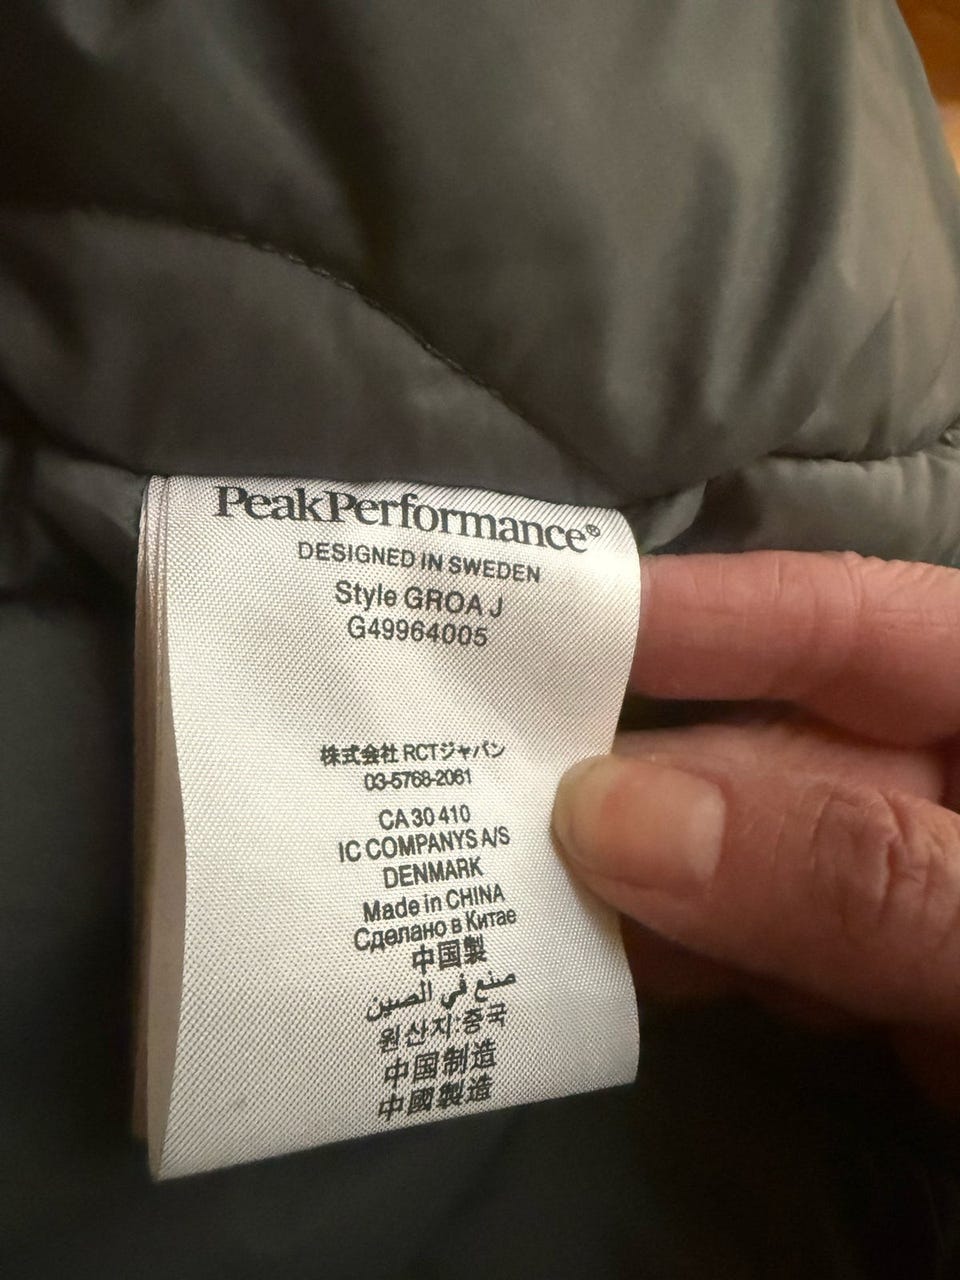 PeakPerformance®
DESIGNED IN SWEDEN
Style GROA J
G49964005
株式会社 RCTジャパン
03-5768-2061
CA 30 410
IC COMPANYS A/S
DENMARK
Made in CHINA
Сделано в Китае
中国製
صنع في الصين
원산지:중국
中国制造
中國製造